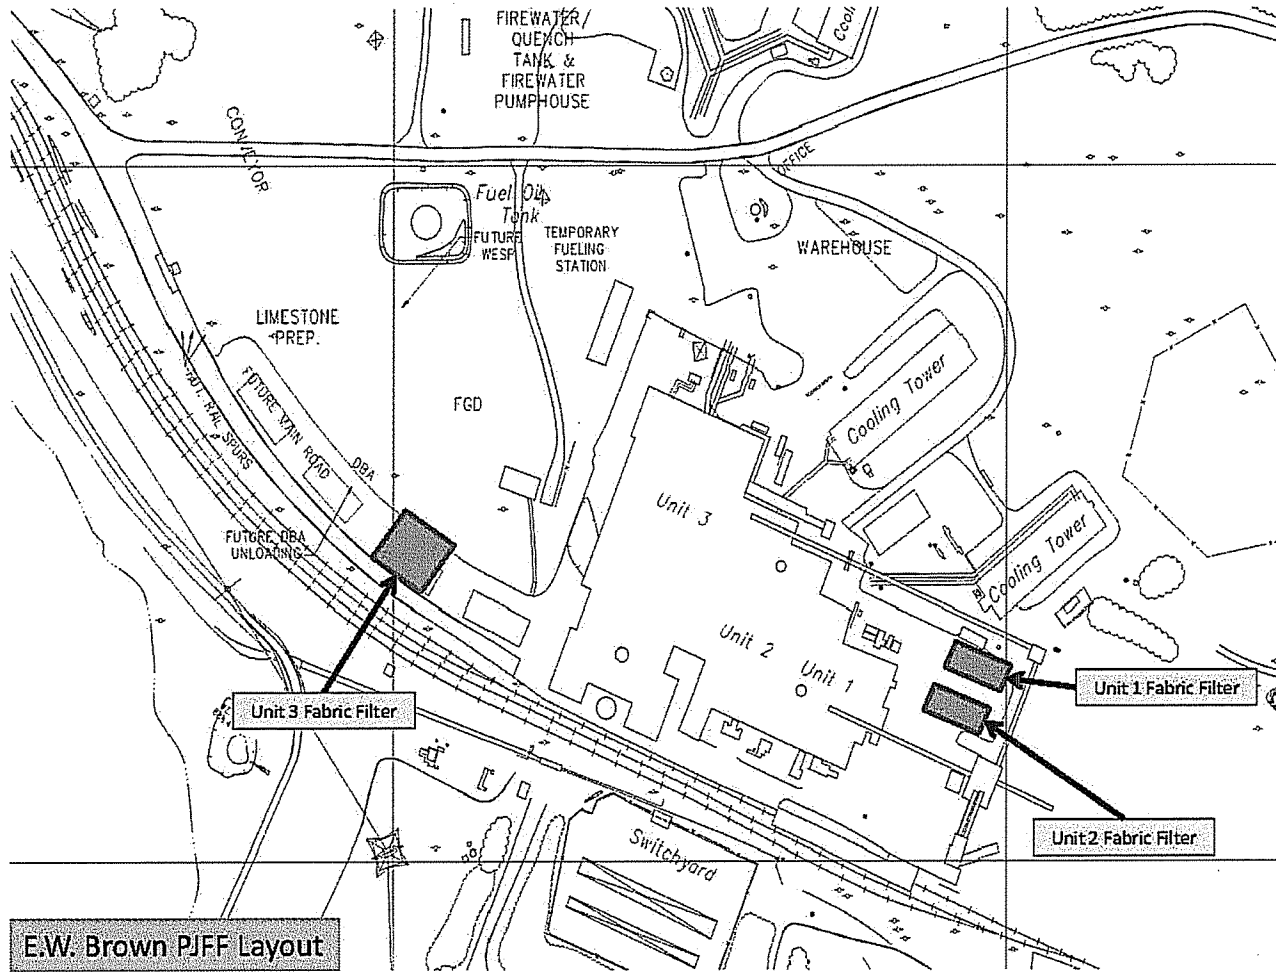 FIREWATER/
QUENCH
TANK &
FIREWATER
PUMPHOUSE
CONVEYOR
OFFICE
Fuel Oil
Tank
FUTURE
WESP
TEMPORARY
FUELING
STATION
WAREHOUSE
LIMESTONE
PREP.
FUTURE MAIN
ROAD
FUT. RAIL SPURS
FGD
DBA
FUTURE DBA
UNLOADING
Cooling Tower
Unit 3
Cooling Tower
Unit 2
Unit 1
Unit 1 Fabric Filter
Unit 3 Fabric Filter
Unit 2 Fabric Filter
Switchyard
E.W. Brown PJFF Layout